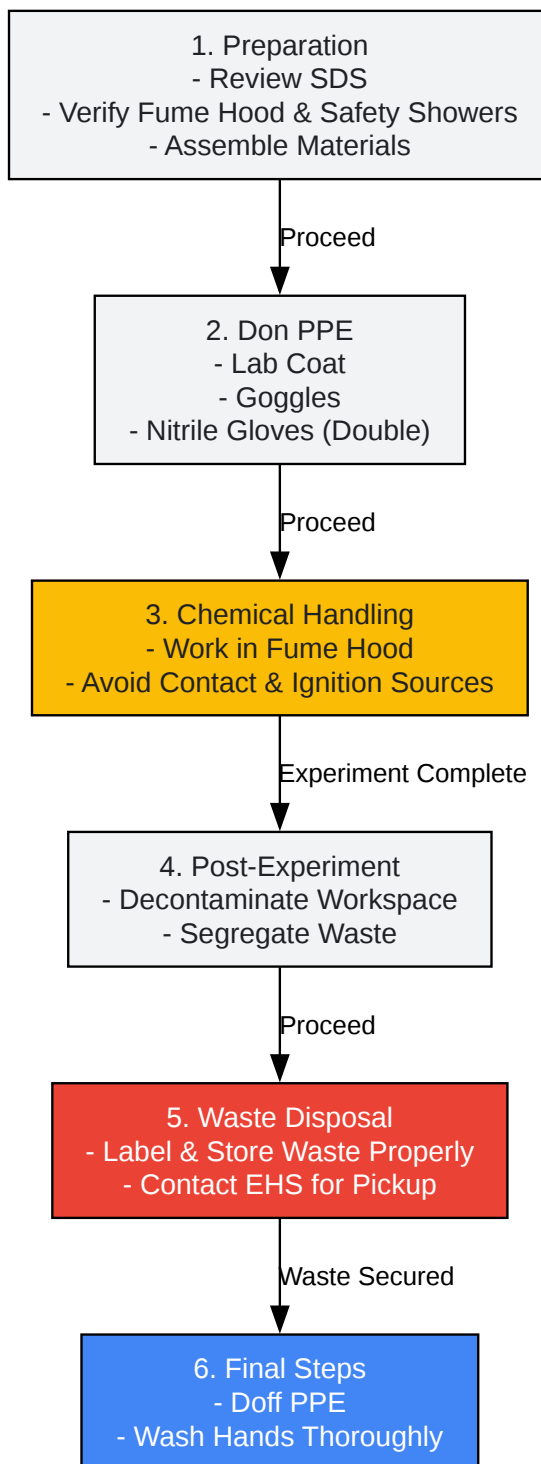 1. Preparation
- Review SDS
- Verify Fume Hood & Safety Showers
- Assemble Materials
Proceed
2. Don PPE
- Lab Coat
- Goggles
- Nitrile Gloves (Double)
Proceed
3. Chemical Handling
- Work in Fume Hood
- Avoid Contact & Ignition Sources
Experiment Complete
4. Post-Experiment
- Decontaminate Workspace
- Segregate Waste
Proceed
5. Waste Disposal
- Label & Store Waste Properly
- Contact EHS for Pickup
Waste Secured
6. Final Steps
- Doff PPE
- Wash Hands Thoroughly